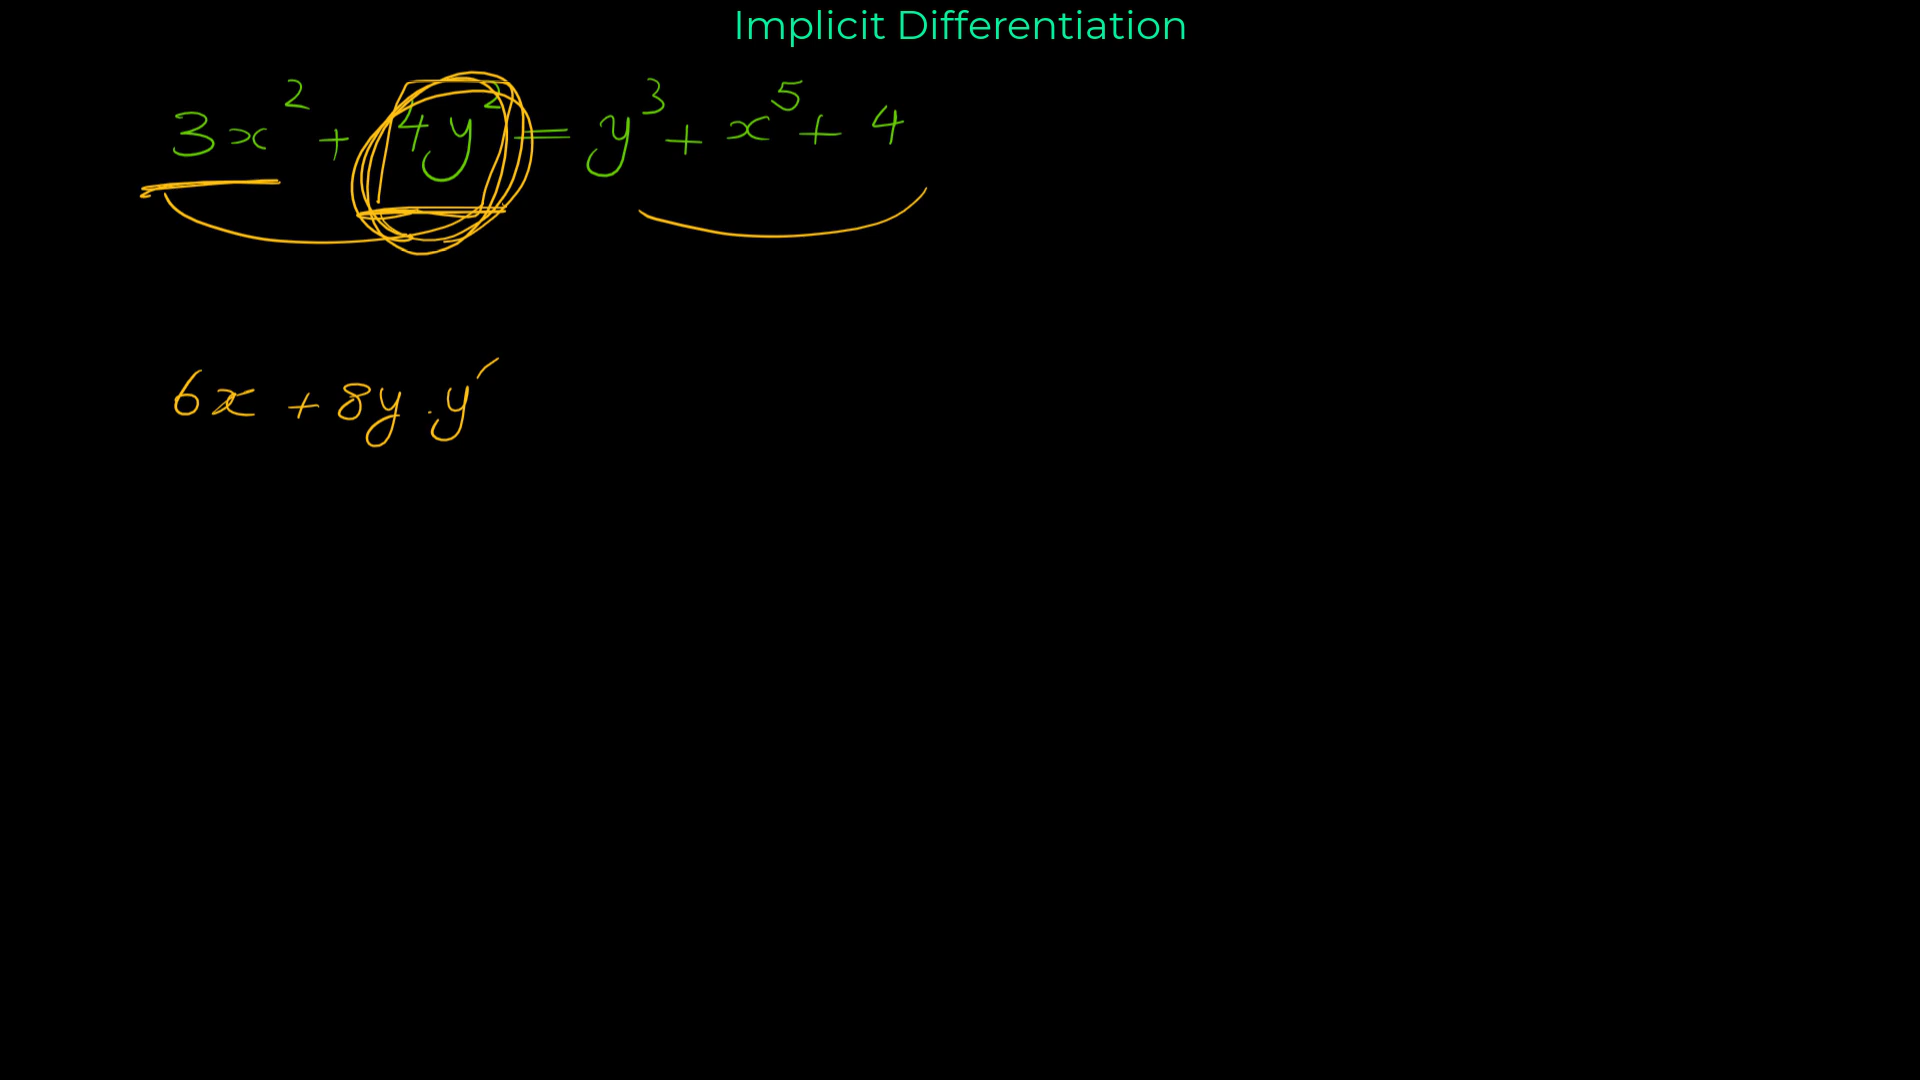 Implicit Differentiation
3x² + 4y² = y³ + x⁵ + 4
6x + 8y . y′